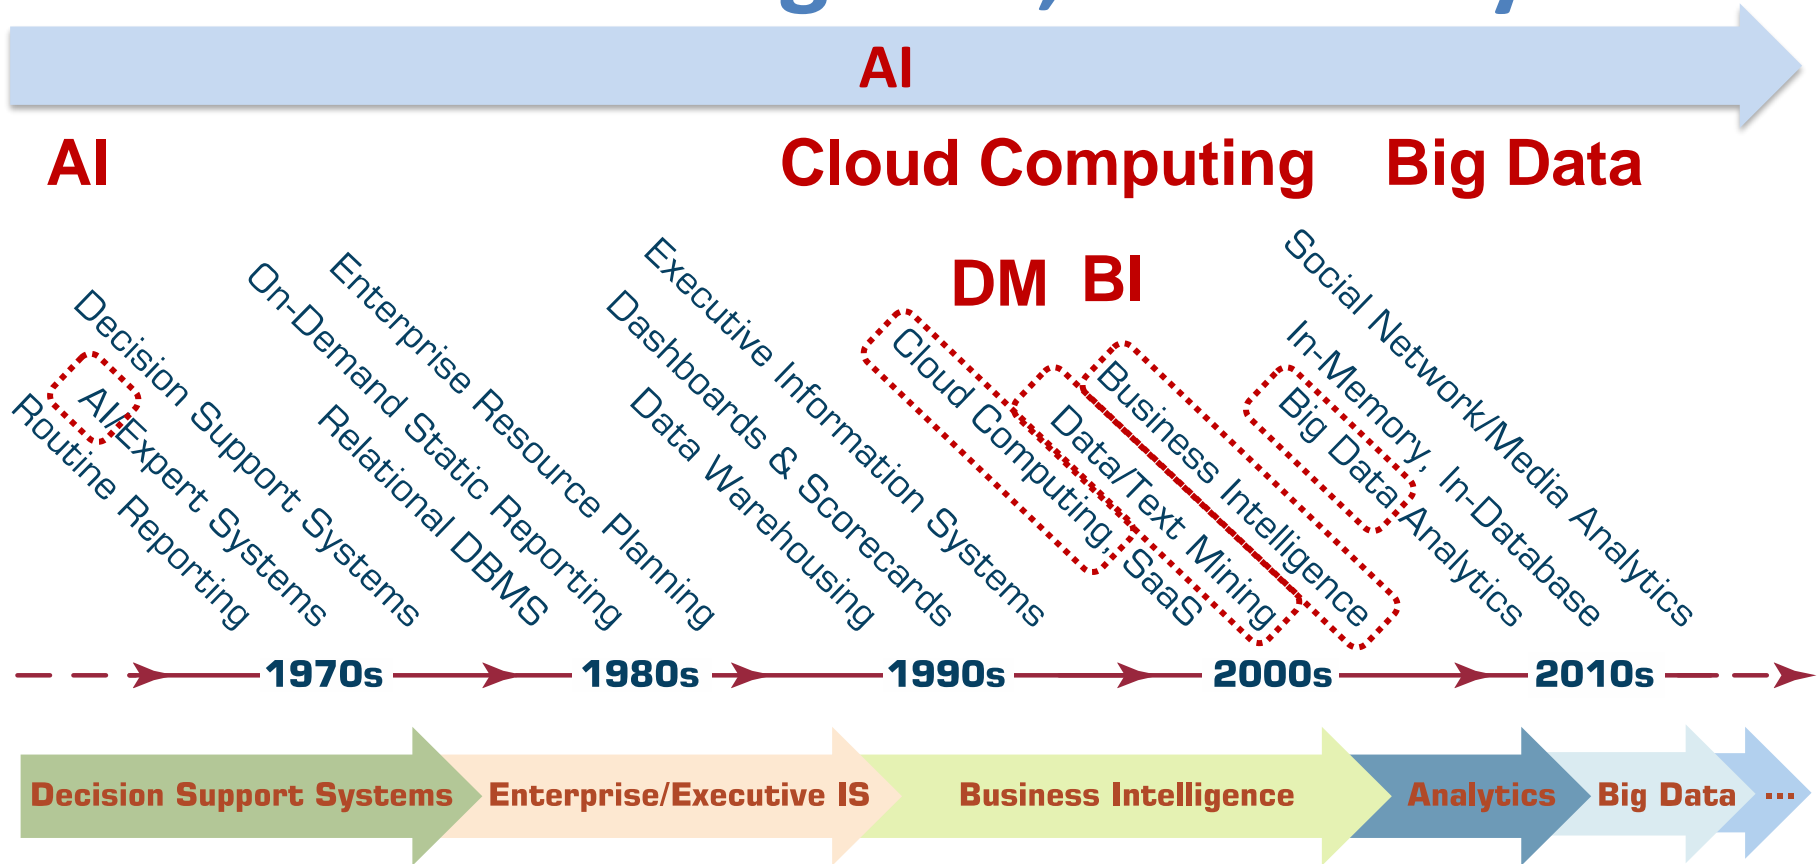 AI
AI
Cloud Computing
Big Data
DM
BI
Routine Reporting
AI/Expert Systems
Decision Support Systems
Relational DBMS
On-Demand Static Reporting
Enterprise Resource Planning
Data Warehousing
Dashboards & Scorecards
Executive Information Systems
Cloud Computing, SaaS
Data/Text Mining
Business Intelligence
Big Data Analytics
In-Memory, In-Database
Social Network/Media Analytics
1970s
1980s
1990s
2000s
2010s
Decision Support Systems
Enterprise/Executive IS
Business Intelligence
Analytics
Big Data
...